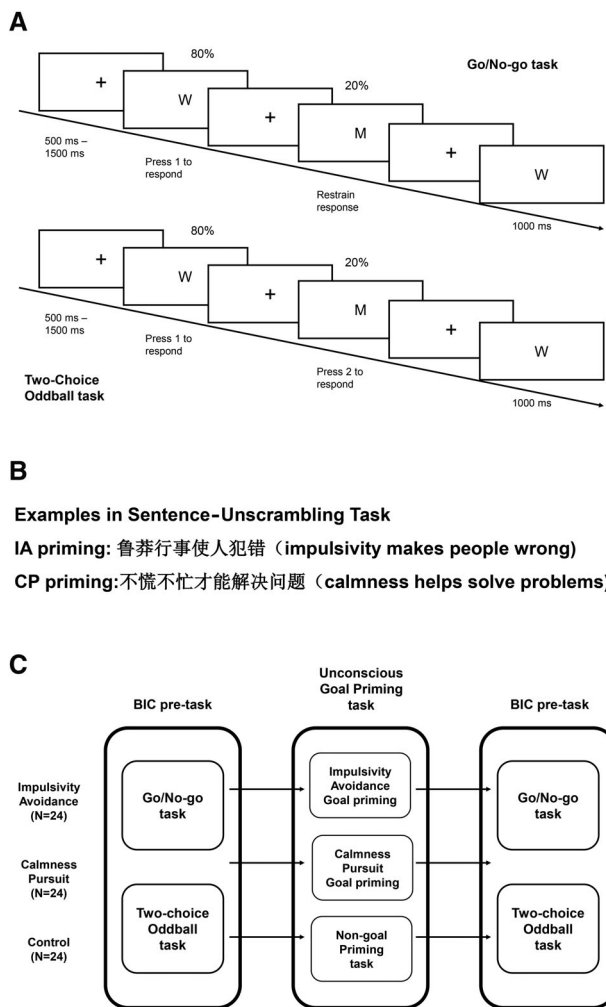 A
80%
Go/No-go task
+
W
20%
+
M
+
W
500 ms –
1500 ms
Press 1 to
respond
Restrain
response
1000 ms
80%
+
W
20%
+
M
+
W
500 ms –
1500 ms
Press 1 to
respond
Press 2 to
respond
1000 ms
Two-Choice
Oddball task
B
Examples in Sentence-Unscrambling Task
IA priming: 鲁莽行事使人犯错（impulsivity makes people wrong)
CP priming:不慌不忙才能解决问题（calmness helps solve problems)
C
BIC pre-task
Unconscious
Goal Priming
task
BIC pre-task
Impulsivity
Avoidance
(N=24)
Go/No-go
task
Impulsivity
Avoidance
Goal priming
Go/No-go
task
Calmness
Pursuit
(N=24)
Calmness
Pursuit
Goal priming
Control
(N=24)
Two-choice
Oddball
task
Non-goal
Priming
task
Two-choice
Oddball
task